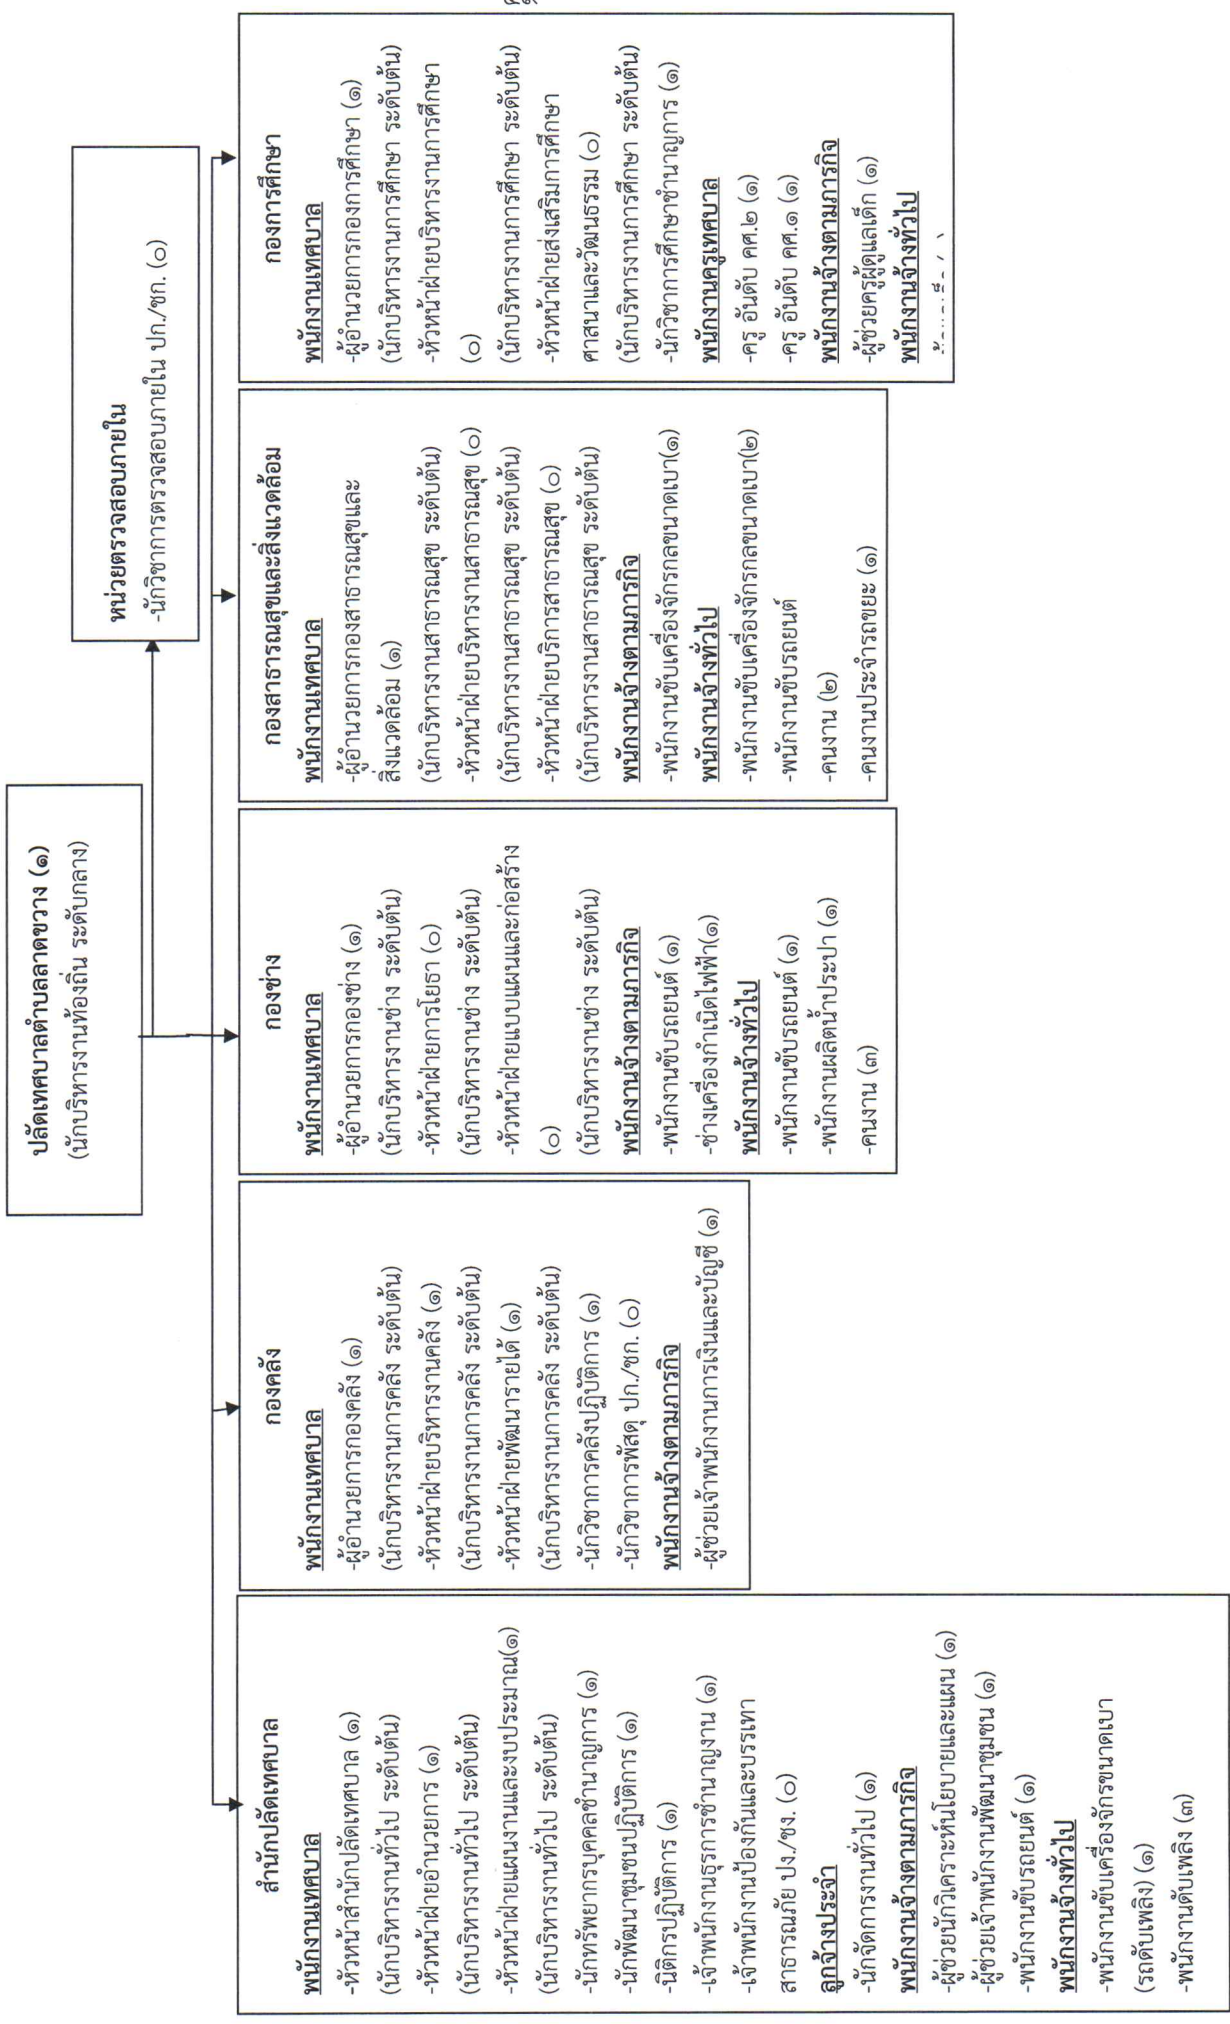 ปลัดเทศบาลตำบลลาดขวาง (๑)
(นักบริหารงานท้องถิ่น ระดับกลาง)
หน่วยตรวจสอบภายใน
-นักวิชาการตรวจสอบภายใน ปก./ชก. (๐)
สำนักปลัดเทศบาล
พนักงานเทศบาล
-หัวหน้าสำนักปลัดเทศบาล (๑)
(นักบริหารงานทั่วไป ระดับต้น)
-หัวหน้าฝ่ายอำนวยการ (๑)
(นักบริหารงานทั่วไป ระดับต้น)
-หัวหน้าฝ่ายแผนงานและงบประมาณ(๑)
(นักบริหารงานทั่วไป ระดับต้น)
-นักทรัพยากรบุคคลชำนาญการ (๑)
-นักพัฒนาชุมชนปฏิบัติการ (๑)
-นิติกรปฏิบัติการ (๑)
-เจ้าพนักงานธุรการชำนาญงาน (๑)
-เจ้าพนักงานป้องกันและบรรเทา
สาธารณภัย ปง./ชง. (๐)
ลูกจ้างประจำ
-นักจัดการงานทั่วไป (๑)
พนักงานจ้างตามภารกิจ
-ผู้ช่วยนักวิเคราะห์นโยบายและแผน (๑)
-ผู้ช่วยเจ้าพนักงานพัฒนาชุมชน (๑)
-พนักงานขับรถยนต์ (๑)
พนักงานจ้างทั่วไป
-พนักงานขับเครื่องจักรขนาดเบา
(รถดับเพลิง) (๑)
-พนักงานดับเพลิง (๓)
กองคลัง
พนักงานเทศบาล
-ผู้อำนวยการกองคลัง (๑)
(นักบริหารงานการคลัง ระดับต้น)
-หัวหน้าฝ่ายบริหารงานคลัง (๑)
(นักบริหารงานการคลัง ระดับต้น)
-หัวหน้าฝ่ายพัฒนารายได้ (๑)
(นักบริหารงานการคลัง ระดับต้น)
-นักวิชาการคลังปฏิบัติการ (๑)
-นักวิชาการพัสดุ ปก./ชก. (๐)
พนักงานจ้างตามภารกิจ
-ผู้ช่วยเจ้าพนักงานการเงินและบัญชี (๑)
กองช่าง
พนักงานเทศบาล
-ผู้อำนวยการกองช่าง (๑)
(นักบริหารงานช่าง ระดับต้น)
-หัวหน้าฝ่ายการโยธา (๐)
(นักบริหารงานช่าง ระดับต้น)
-หัวหน้าฝ่ายแบบแผนและก่อสร้าง
(๐)
(นักบริหารงานช่าง ระดับต้น)
พนักงานจ้างตามภารกิจ
-พนักงานขับรถยนต์ (๑)
-ช่างเครื่องกำเนิดไฟฟ้า(๑)
พนักงานจ้างทั่วไป
-พนักงานขับรถยนต์ (๑)
-พนักงานผลิตน้ำประปา (๑)
-คนงาน (๓)
กองสาธารณสุขและสิ่งแวดล้อม
พนักงานเทศบาล
-ผู้อำนวยการกองสาธารณสุขและ
สิ่งแวดล้อม (๑)
(นักบริหารงานสาธารณสุข ระดับต้น)
-หัวหน้าฝ่ายบริหารงานสาธารณสุข (๐)
(นักบริหารงานสาธารณสุข ระดับต้น)
-หัวหน้าฝ่ายบริการสาธารณสุข (๐)
(นักบริหารงานสาธารณสุข ระดับต้น)
พนักงานจ้างตามภารกิจ
-พนักงานขับเครื่องจักรกลขนาดเบา(๑)
พนักงานจ้างทั่วไป
-พนักงานขับเครื่องจักรกลขนาดเบา(๒)
-พนักงานขับรถยนต์
-คนงาน (๒)
-คนงานประจำรถขยะ (๑)
กองการศึกษา
พนักงานเทศบาล
-ผู้อำนวยการกองการศึกษา (๑)
(นักบริหารงานการศึกษา ระดับต้น)
-หัวหน้าฝ่ายบริหารงานการศึกษา
(๐)
(นักบริหารงานการศึกษา ระดับต้น)
-หัวหน้าฝ่ายส่งเสริมการศึกษา
ศาสนาและวัฒนธรรม (๐)
(นักบริหารงานการศึกษา ระดับต้น)
-นักวิชาการศึกษาชำนาญการ (๑)
พนักงานครูเทศบาล
-ครู อันดับ คศ.๒ (๑)
-ครู อันดับ คศ.๑ (๑)
พนักงานจ้างตามภารกิจ
-ผู้ช่วยครูผู้ดูแลเด็ก (๑)
พนักงานจ้างทั่วไป